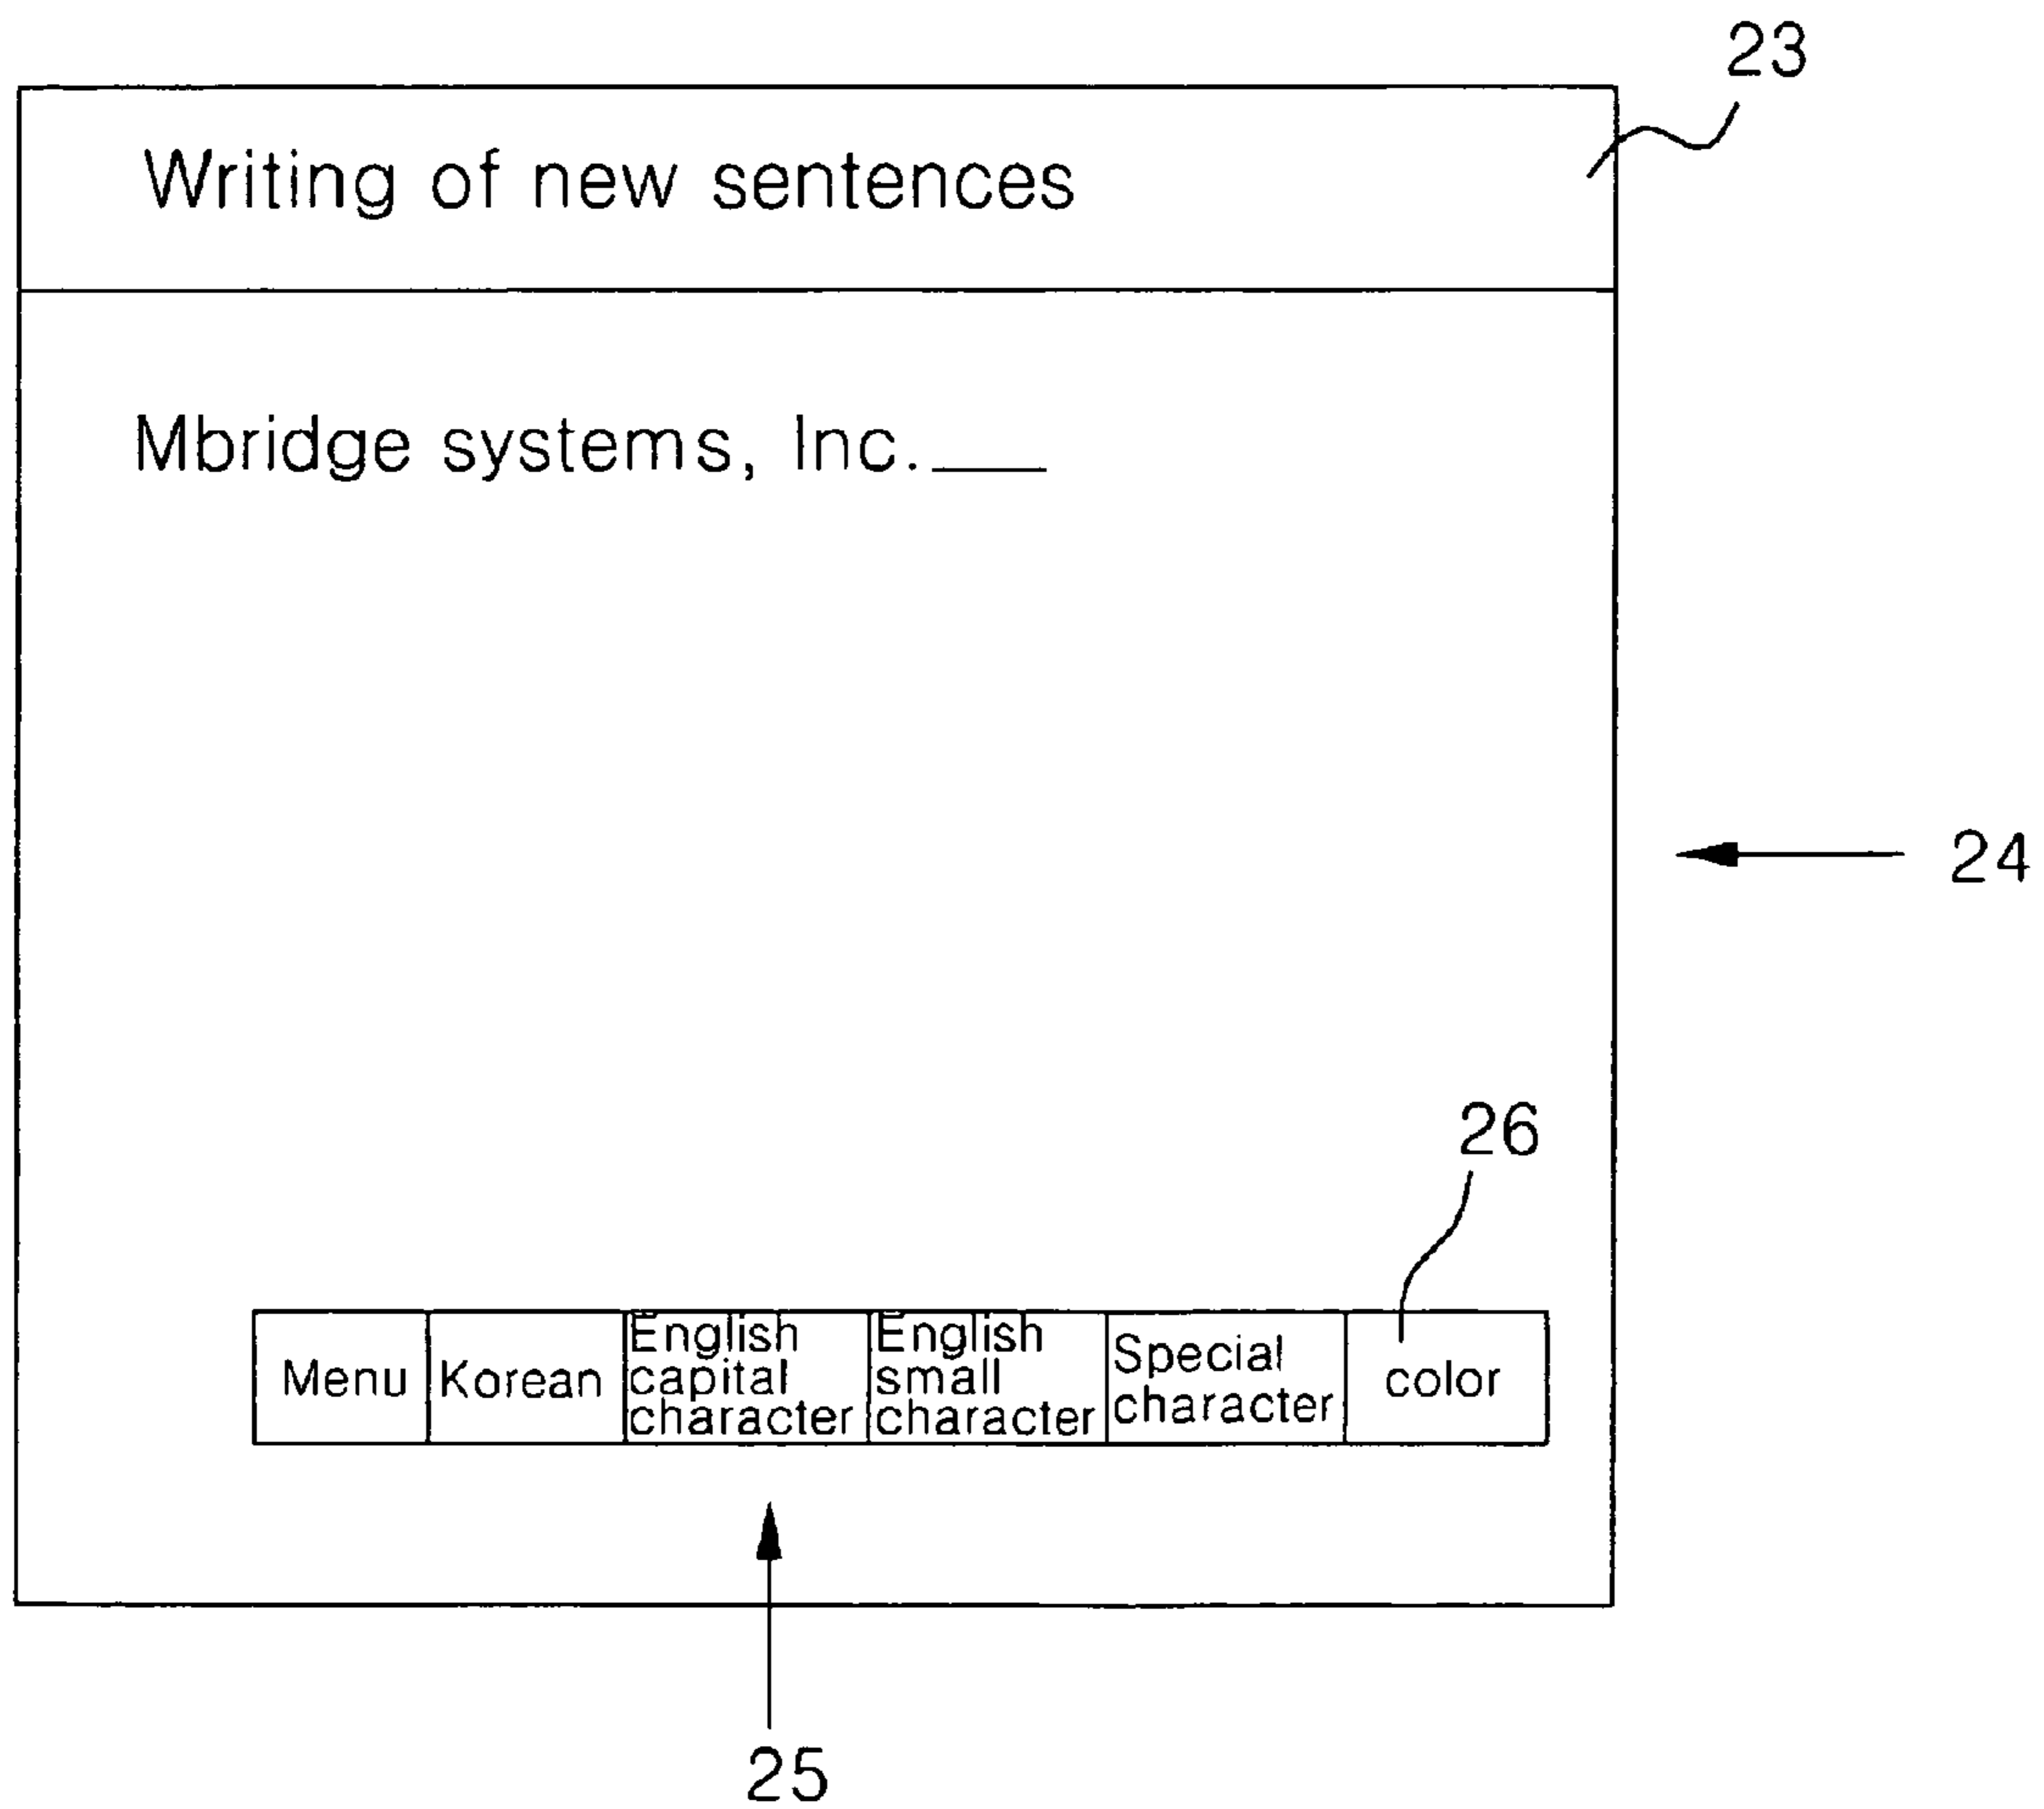 23
Writing of new sentences
Mbridge systems, Inc.
24
26
Menu
Korean
English
capital
character
English
small
character
Special
character
color
25